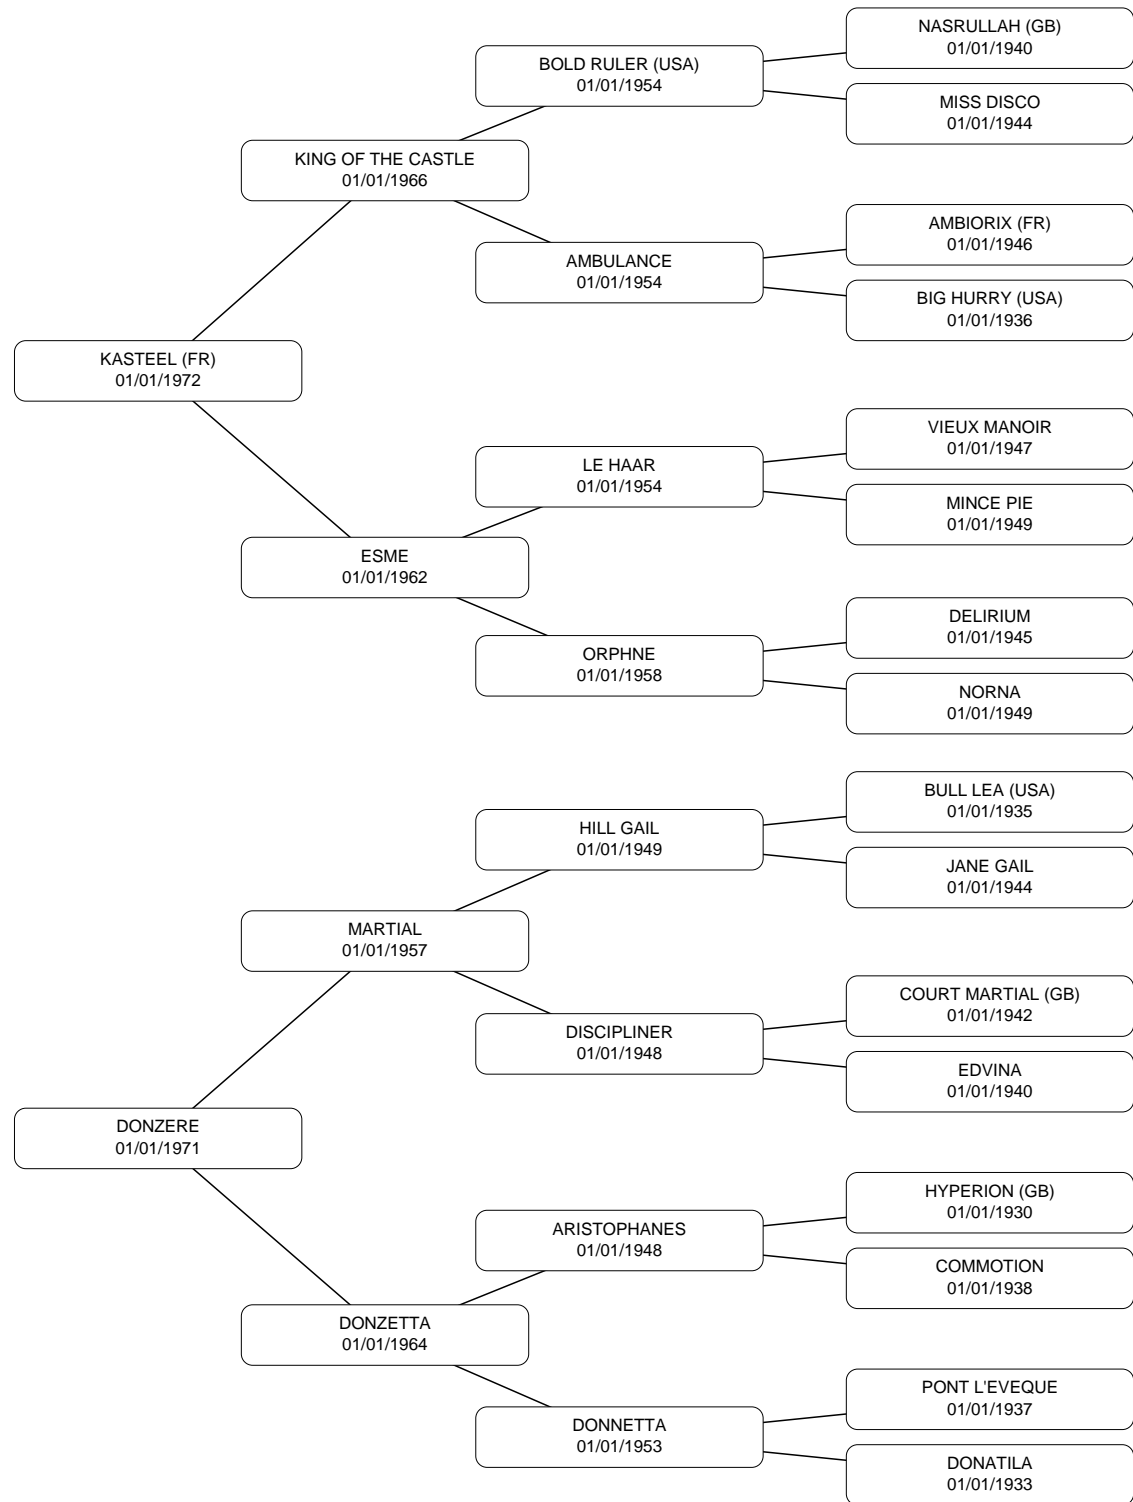 NASRULLAH (GB)
01/01/1940
BOLD RULER (USA)
01/01/1954
MISS DISCO
01/01/1944
KING OF THE CASTLE
01/01/1966
AMBIORIX (FR)
01/01/1946
AMBULANCE
01/01/1954
BIG HURRY (USA)
01/01/1936
KASTEEL (FR)
01/01/1972
VIEUX MANOIR
01/01/1947
LE HAAR
01/01/1954
MINCE PIE
01/01/1949
ESME
01/01/1962
DELIRIUM
01/01/1945
ORPHNE
01/01/1958
NORNA
01/01/1949
BULL LEA (USA)
01/01/1935
HILL GAIL
01/01/1949
JANE GAIL
01/01/1944
MARTIAL
01/01/1957
COURT MARTIAL (GB)
01/01/1942
DISCIPLINER
01/01/1948
EDVINA
01/01/1940
DONZERE
01/01/1971
HYPERION (GB)
01/01/1930
ARISTOPHANES
01/01/1948
COMMOTION
01/01/1938
DONZETTA
01/01/1964
PONT L'EVEQUE
01/01/1937
DONNETTA
01/01/1953
DONATILA
01/01/1933